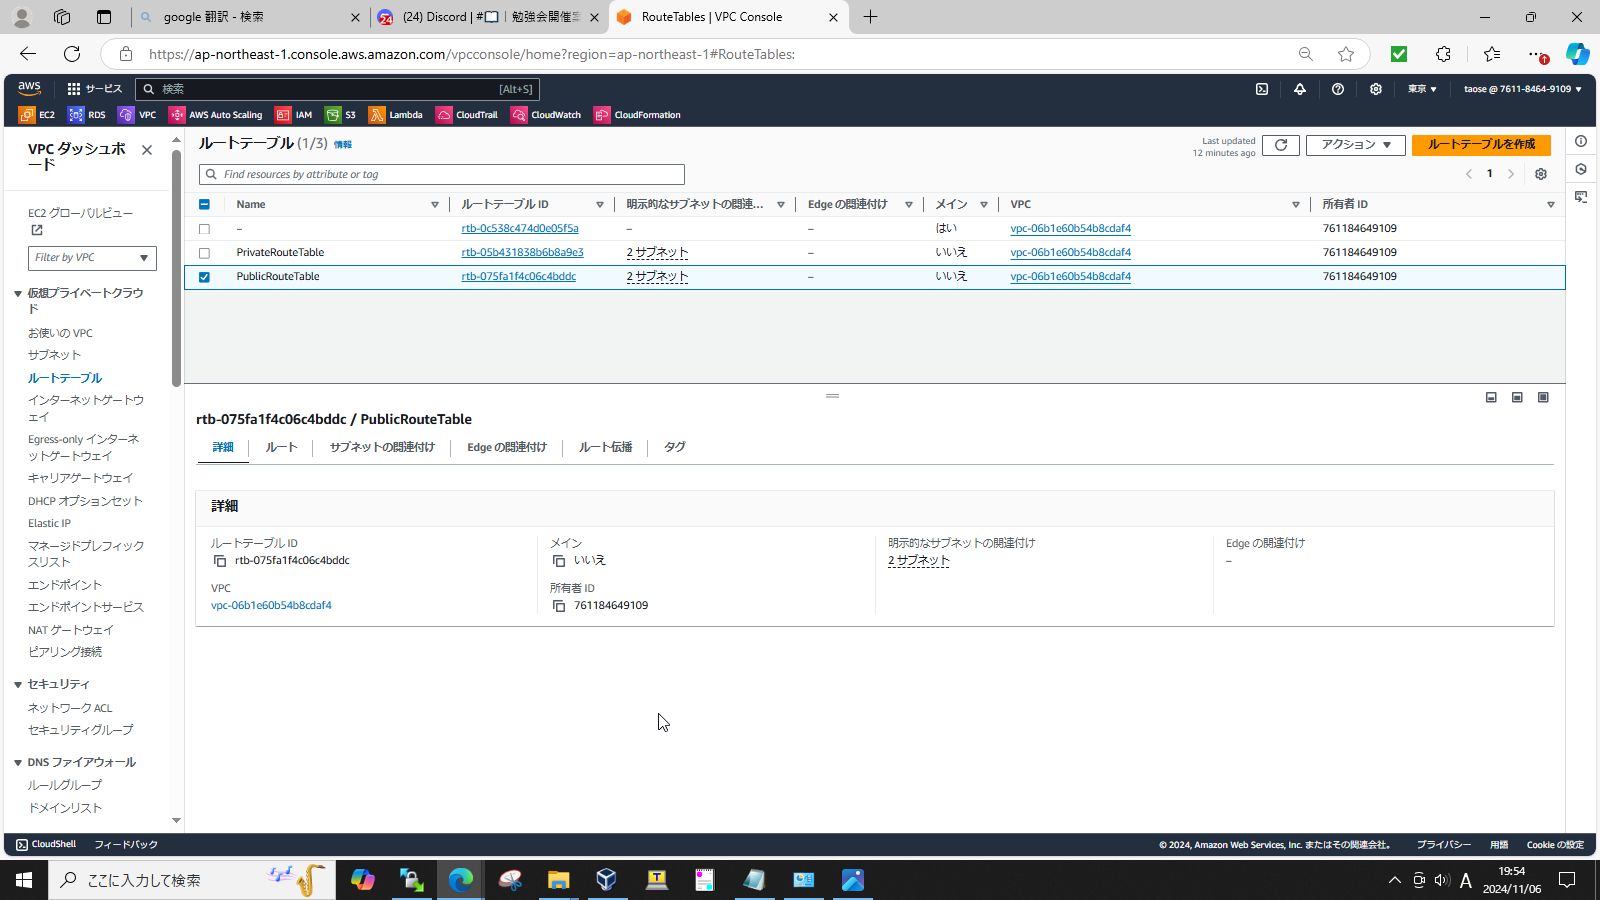 google 翻訳 - 検索
(24) Discord | #📖｜勉強会開催案
RouteTables | VPC Console
https://ap-northeast-1.console.aws.amazon.com/vpcconsole/home?region=ap-northeast-1#RouteTables:
aws
サービス
検索
[Alt+S]
東京 ▼
taose @ 7611-8464-9109 ▼
EC2
RDS
VPC
AWS Auto Scaling
IAM
S3
Lambda
CloudTrail
CloudWatch
CloudFormation
VPC ダッシュボ
ード
EC2 グローバルビュー
Filter by VPC
仮想プライベートクラウ
ド
お使いの VPC
サブネット
ルートテーブル
インターネットゲートウ
ェイ
Egress-only インターネ
ットゲートウェイ
キャリアゲートウェイ
DHCP オプションセット
Elastic IP
マネージドプレフィック
スリスト
エンドポイント
エンドポイントサービス
NAT ゲートウェイ
ピアリング接続
セキュリティ
ネットワーク ACL
セキュリティグループ
DNS ファイアウォール
ルールグループ
ドメインリスト
ルートテーブル (1/3) 情報
Last updated
12 minutes ago
アクション ▼
ルートテーブルを作成
Find resources by attribute or tag
1
Name
ルートテーブル ID
明示的なサブネットの関連...
Edge の関連付け
メイン
VPC
所有者 ID
– rtb-0c538c474d0e05f5a – – はい vpc-06b1e60b54b8cdaf4 761184649109
PrivateRouteTable rtb-05b431838b6b8a9e3 2 サブネット – いいえ vpc-06b1e60b54b8cdaf4 761184649109
PublicRouteTable rtb-075fa1f4c06c4bddc 2 サブネット – いいえ vpc-06b1e60b54b8cdaf4 761184649109
rtb-075fa1f4c06c4bddc / PublicRouteTable
詳細
ルート
サブネットの関連付け
Edge の関連付け
ルート伝播
タグ
詳細
ルートテーブル ID
rtb-075fa1f4c06c4bddc
メイン
いいえ
明示的なサブネットの関連付け
2 サブネット
Edge の関連付け
–
VPC
vpc-06b1e60b54b8cdaf4
所有者 ID
761184649109
CloudShell
フィードバック
© 2024, Amazon Web Services, Inc. またはその関連会社。
プライバシー
用語
Cookie の設定
ここに入力して検索
A
19:54
2024/11/06